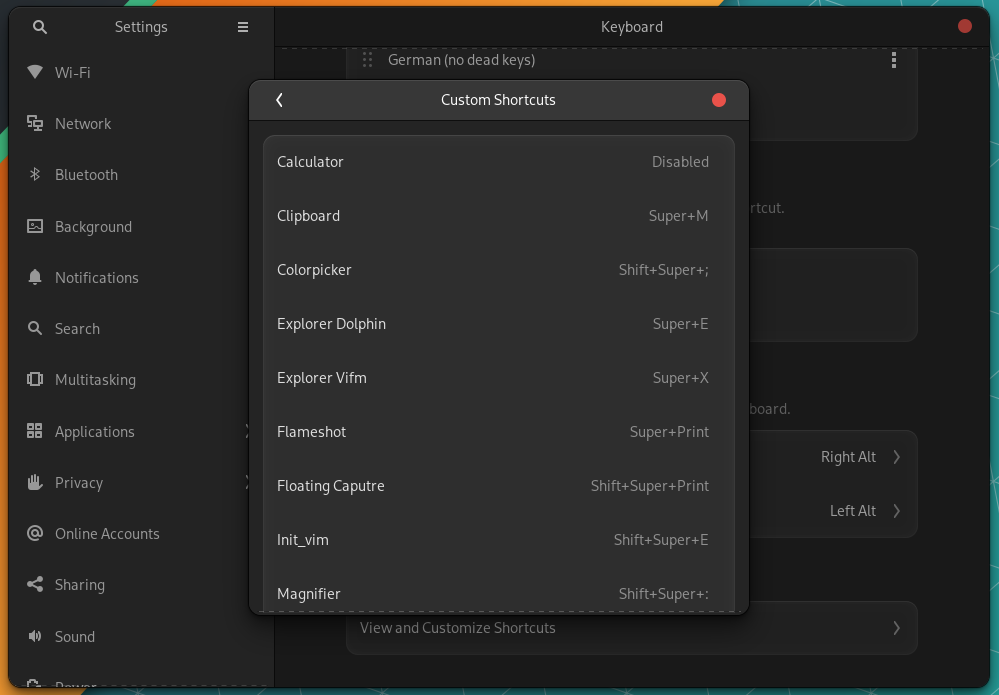 Settings
Keyboard
Wi-Fi
Network
Bluetooth
Background
Notifications
Search
Multitasking
Applications
Privacy
Online Accounts
Sharing
Sound
Power
German (no dead keys)
Custom Shortcuts
Calculator Disabled
Clipboard Super+M
Colorpicker Shift+Super+;
Explorer Dolphin Super+E
Explorer Vifm Super+X
Flameshot Super+Print
Floating Caputre Shift+Super+Print
Init_vim Shift+Super+E
Magnifier Shift+Super+:
rtcut.
board.
Right Alt
Left Alt
View and Customize Shortcuts